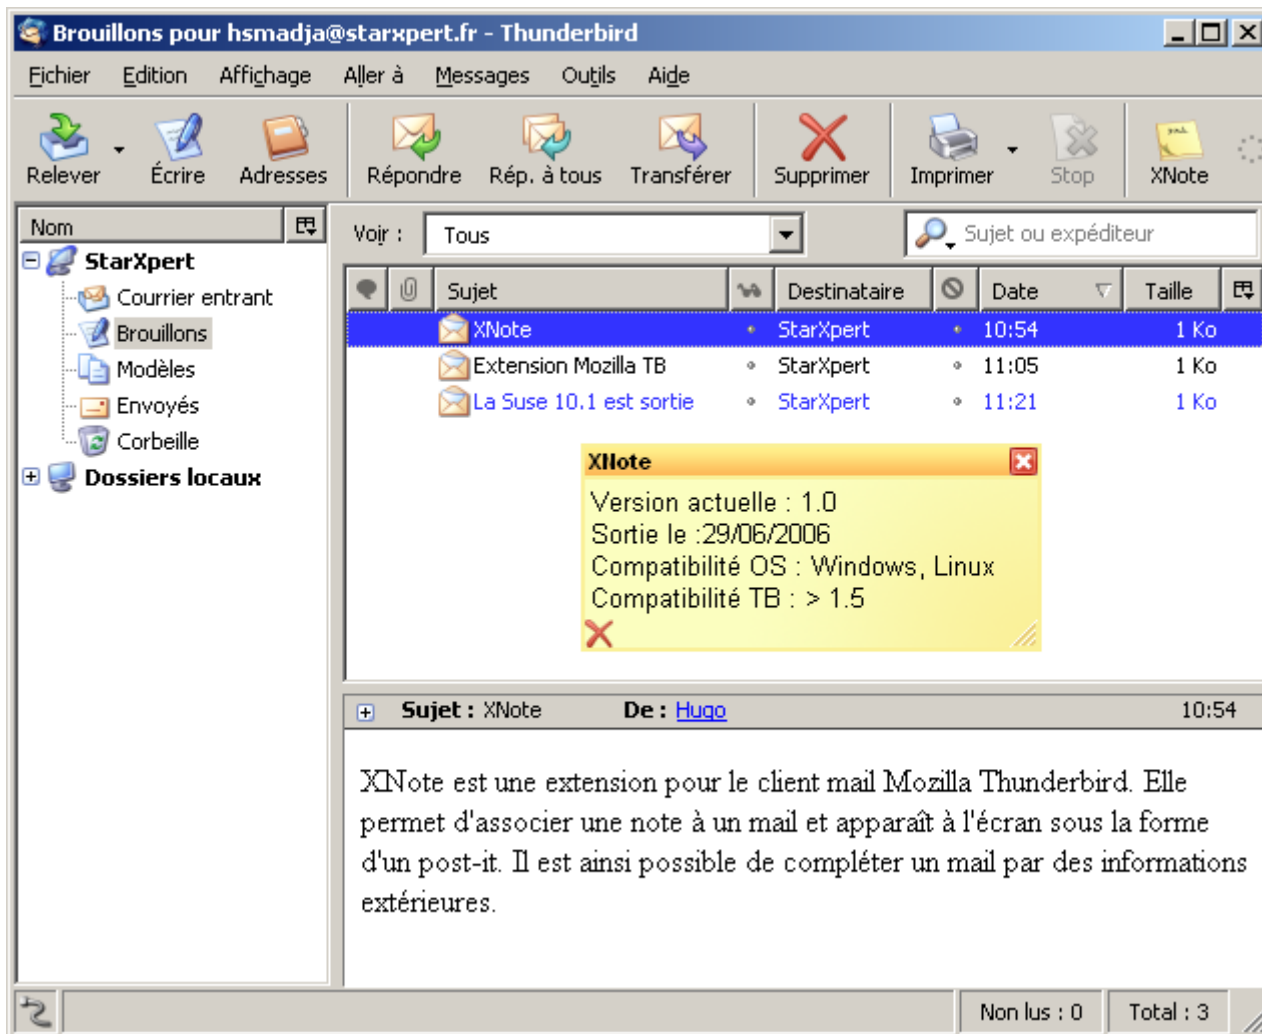 Brouillons pour hsmadja@starxpert.fr - Thunderbird
Fichier Edition Affichage Aller à Messages Outils Aide
Relever Écrire Adresses Répondre Rép. à tous Transférer Supprimer Imprimer Stop XNote
Nom
StarXpert
Courrier entrant
Brouillons
Modèles
Envoyés
Corbeille
Dossiers locaux
Voir : Tous Sujet ou expéditeur
Sujet Destinataire Date Taille
XNote StarXpert 10:54 1 Ko
Extension Mozilla TB StarXpert 11:05 1 Ko
La Suse 10.1 est sortie StarXpert 11:21 1 Ko
XNote
Version actuelle : 1.0
Sortie le :29/06/2006
Compatibilité OS : Windows, Linux
Compatibilité TB : > 1.5
Sujet : XNote De : Hugo 10:54
XNote est une extension pour le client mail Mozilla Thunderbird. Elle
permet d'associer une note à un mail et apparaît à l'écran sous la forme
d'un post-it. Il est ainsi possible de compléter un mail par des informations
extérieures.
Non lus : 0 Total : 3